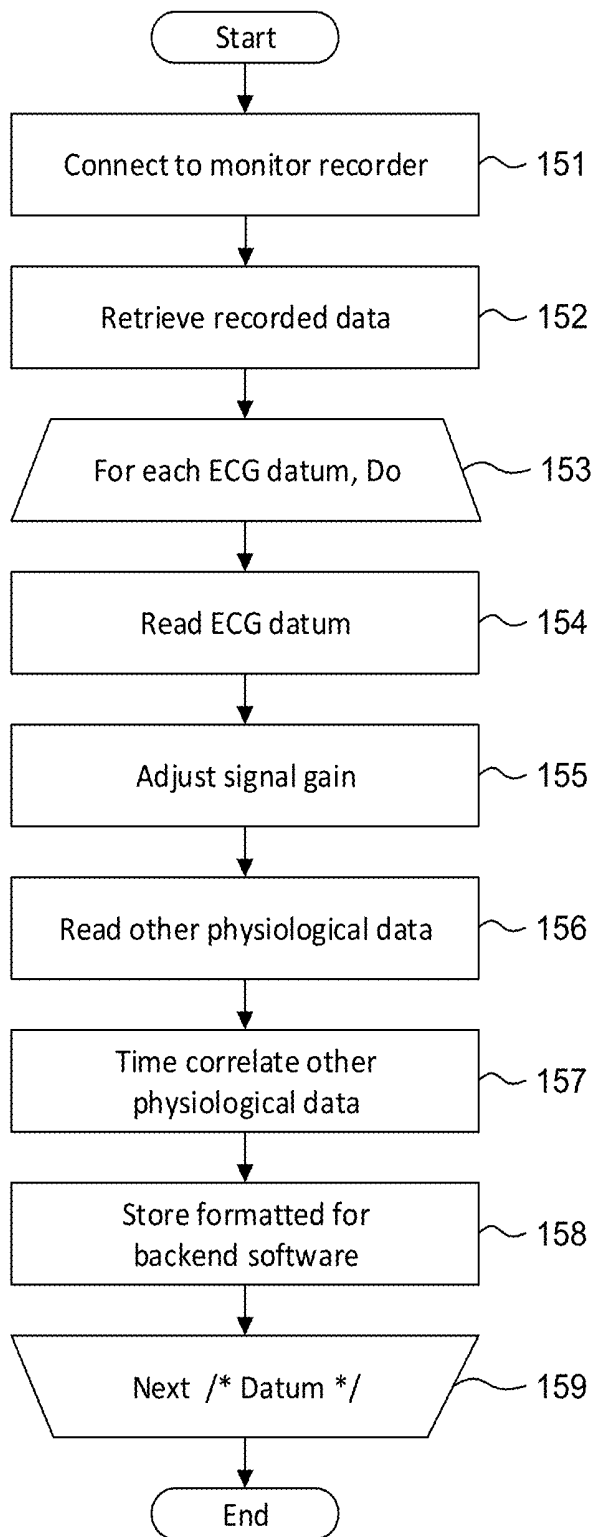 Start
Connect to monitor recorder 151
Retrieve recorded data 152
For each ECG datum, Do 153
Read ECG datum 154
Adjust signal gain 155
Read other physiological data 156
Time correlate other
physiological data 157
Store formatted for
backend software 158
Next /* Datum */ 159
End